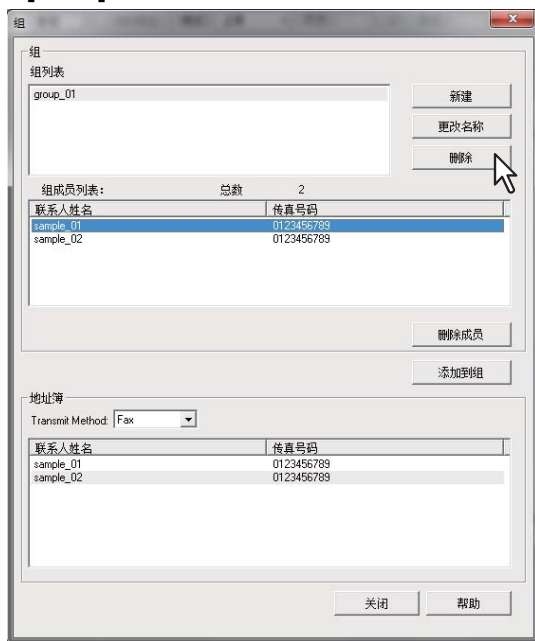 组
组
组列表
group_01
新建
更改名称
删除
组成员列表: 总数 2
联系人姓名 传真号码
sample_01 0123456789
sample_02 0123456789
删除成员
添加到组
地址簿
Transmit Method: Fax
联系人姓名 传真号码
sample_01 0123456789
sample_02 0123456789
关闭 帮助